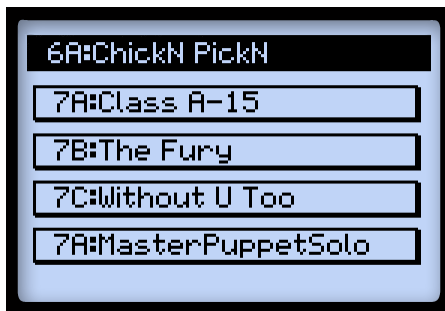 6A:ChickN PickN
7A:Class A-15
7B:The Fury
7C:Without U Too
7A:MasterPuppetSolo